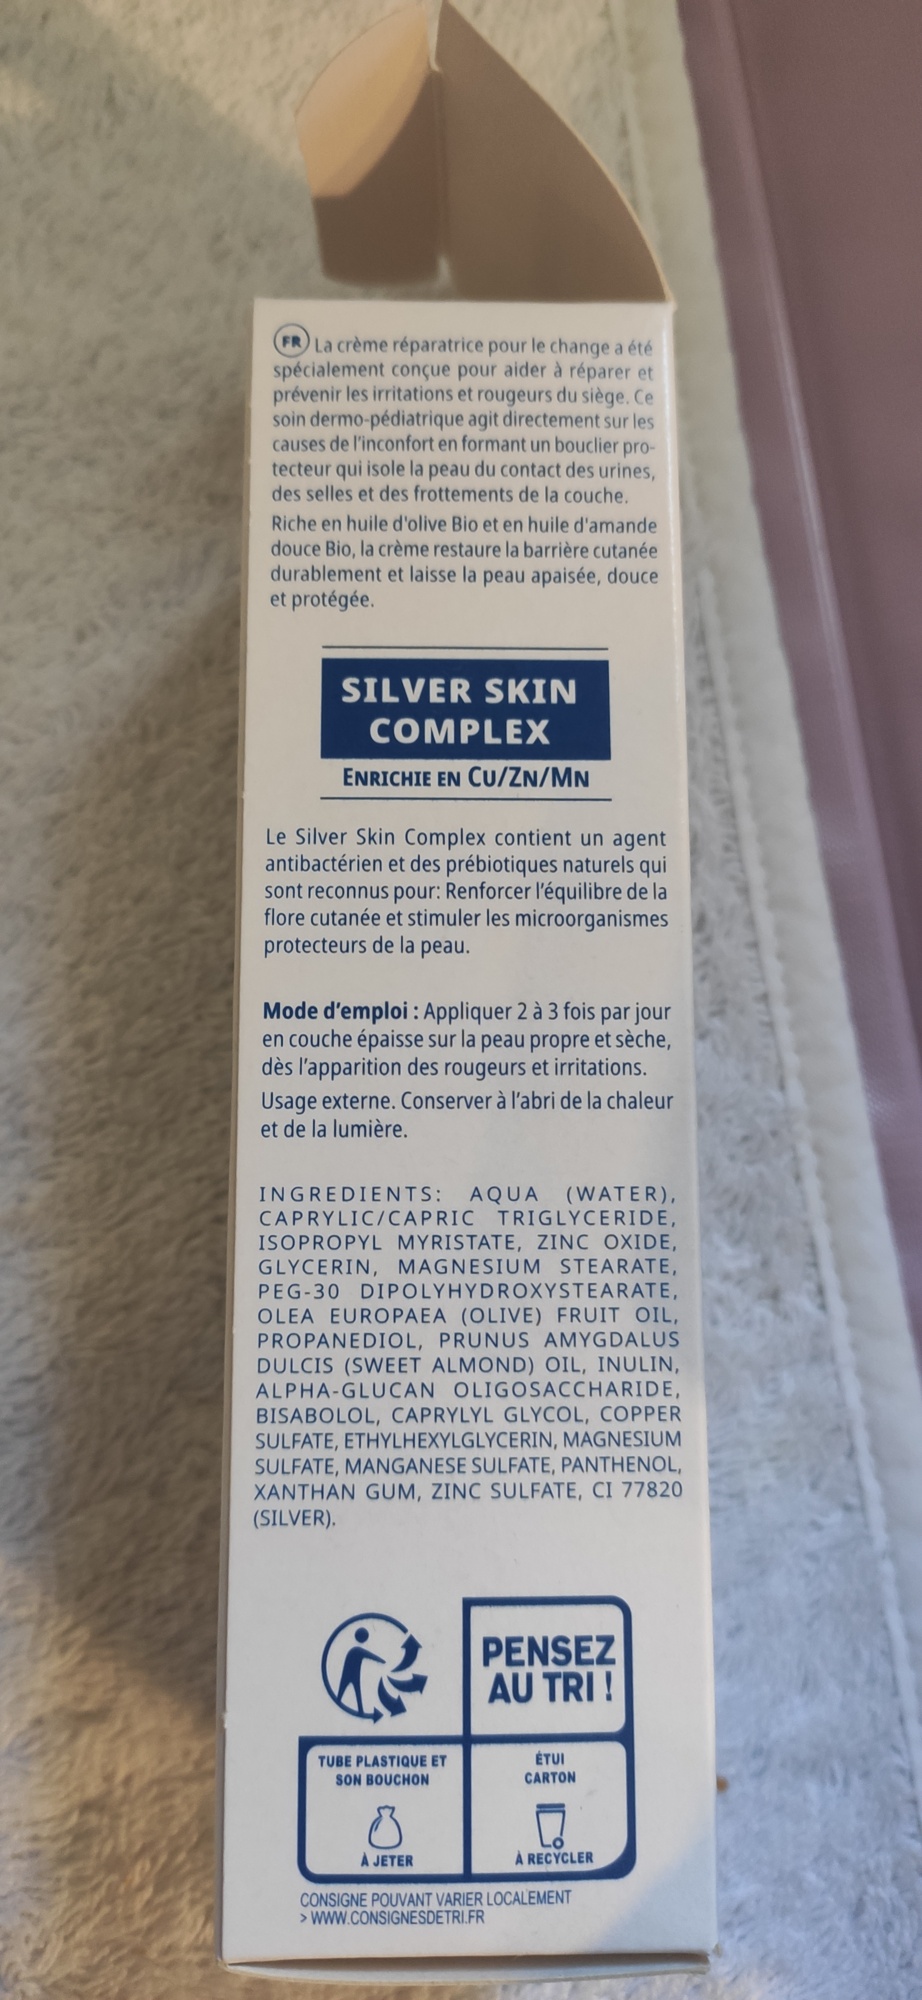 FR La crème réparatrice pour le change a été
spécialement conçue pour aider à réparer et
prévenir les irritations et rougeurs du siège. Ce
soin dermo-pédiatrique agit directement sur les
causes de l'inconfort en formant un bouclier pro-
tecteur qui isole la peau du contact des urines,
des selles et des frottements de la couche.
Riche en huile d'olive Bio et en huile d'amande
douce Bio, la crème restaure la barrière cutanée
durablement et laisse la peau apaisée, douce
et protégée.
SILVER SKIN
COMPLEX
ENRICHIE EN CU/ZN/MN
Le Silver Skin Complex contient un agent
antibactérien et des prébiotiques naturels qui
sont reconnus pour: Renforcer l'équilibre de la
flore cutanée et stimuler les microorganismes
protecteurs de la peau.
Mode d'emploi : Appliquer 2 à 3 fois par jour
en couche épaisse sur la peau propre et sèche,
dès l'apparition des rougeurs et irritations.
Usage externe. Conserver à l'abri de la chaleur
et de la lumière.
INGREDIENTS: AQUA (WATER),
CAPRYLIC/CAPRIC TRIGLYCERIDE,
ISOPROPYL MYRISTATE, ZINC OXIDE,
GLYCERIN, MAGNESIUM STEARATE,
PEG-30 DIPOLYHYDROXYSTEARATE,
OLEA EUROPAEA (OLIVE) FRUIT OIL,
PROPANEDIOL, PRUNUS AMYGDALUS
DULCIS (SWEET ALMOND) OIL, INULIN,
ALPHA-GLUCAN OLIGOSACCHARIDE,
BISABOLOL, CAPRYLYL GLYCOL, COPPER
SULFATE, ETHYLHEXYLGLYCERIN, MAGNESIUM
SULFATE, MANGANESE SULFATE, PANTHENOL,
XANTHAN GUM, ZINC SULFATE, CI 77820
(SILVER).
PENSEZ
AU TRI !
TUBE PLASTIQUE ET
SON BOUCHON
À JETER
ÉTUI
CARTON
À RECYCLER
CONSIGNE POUVANT VARIER LOCALEMENT
> WWW.CONSIGNESDETRI.FR